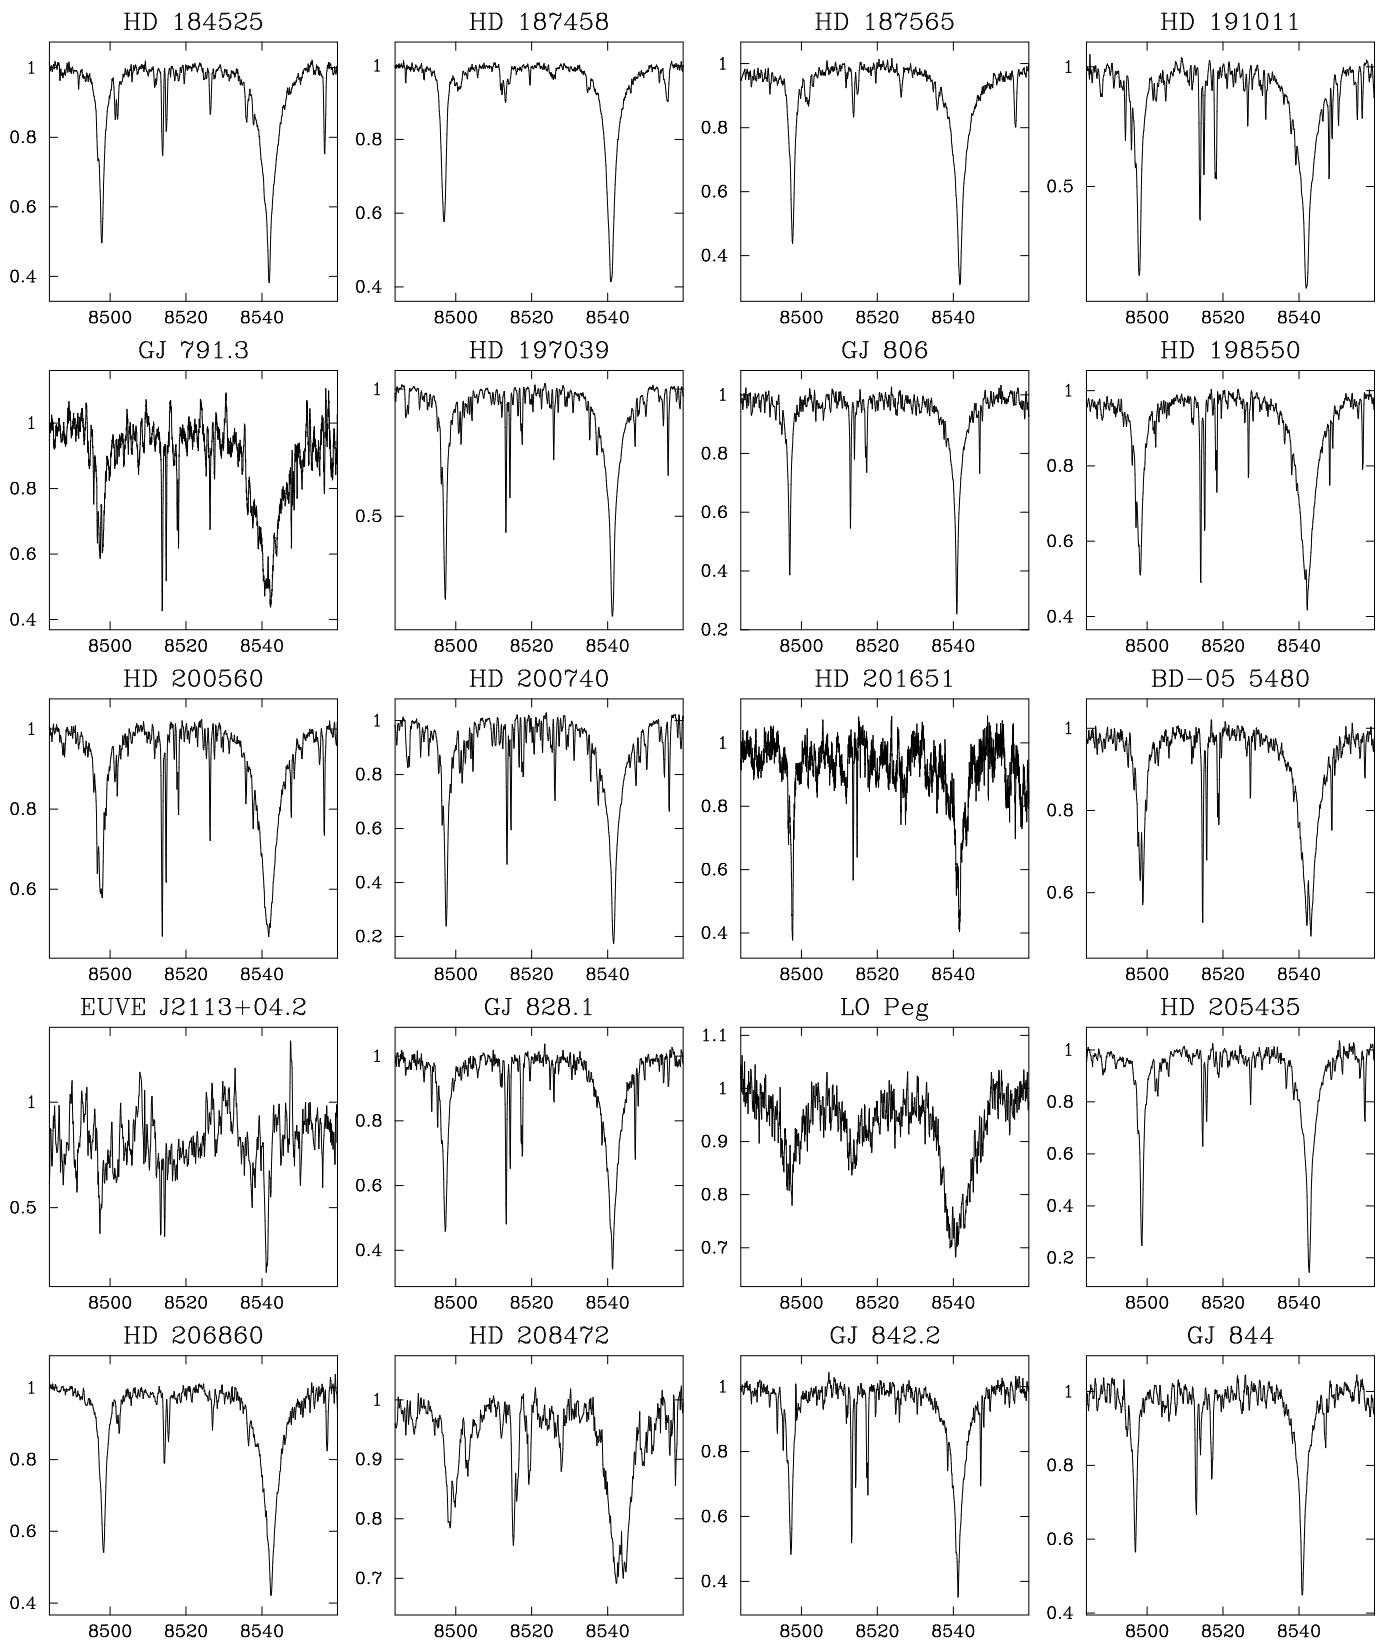 HD 184525 HD 187458 HD 187565 HD 191011
1 1 1 1
0.8 0.8 0.8 0.5
0.6 0.6 0.6
0.4 0.4 0.4
8500 8520 8540 8500 8520 8540 8500 8520 8540 8500 8520 8540
GJ 791.3 HD 197039 GJ 806 HD 198550
1 1 1 1
0.8 0.5 0.8 0.8
0.6 0.6 0.6
0.4 0.4 0.4
0.2
8500 8520 8540 8500 8520 8540 8500 8520 8540 8500 8520 8540
HD 200560 HD 200740 HD 201651 BD−05 5480
1 1 1 1
0.8 0.8 0.8 0.8
0.6 0.6 0.6 0.6
0.4 0.4
0.2
8500 8520 8540 8500 8520 8540 8500 8520 8540 8500 8520 8540
EUVE J2113+04.2 GJ 828.1 LO Peg HD 205435
1 1 1.1 1
0.5 0.8 1 0.8
0.6 0.9 0.6
0.4 0.8 0.4
0.7 0.2
8500 8520 8540 8500 8520 8540 8500 8520 8540 8500 8520 8540
HD 206860 HD 208472 GJ 842.2 GJ 844
1 1 1 1
0.8 0.9 0.8 0.8
0.6 0.8 0.6 0.6
0.4 0.7 0.4 0.4
8500 8520 8540 8500 8520 8540 8500 8520 8540 8500 8520 8540